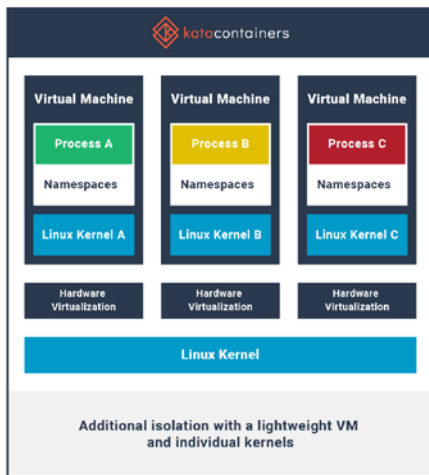 katacontainers
Virtual Machine
Virtual Machine
Virtual Machine
Process A
Process B
Process C
Namespaces
Namespaces
Namespaces
Linux Kernel A
Linux Kernel B
Linux Kernel C
Hardware
Virtualization
Hardware
Virtualization
Hardware
Virtualization
Linux Kernel
Additional isolation with a lightweight VM
and individual kernels